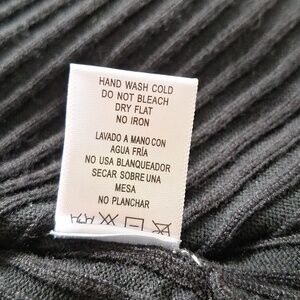 HAND WASH COLD
DO NOT BLEACH
DRY FLAT
NO IRON
LAVADO A MANO CON
AGUA FRÍA
NO USA BLANQUEADOR
SECAR SOBRE UNA
MESA
NO PLANCHAR